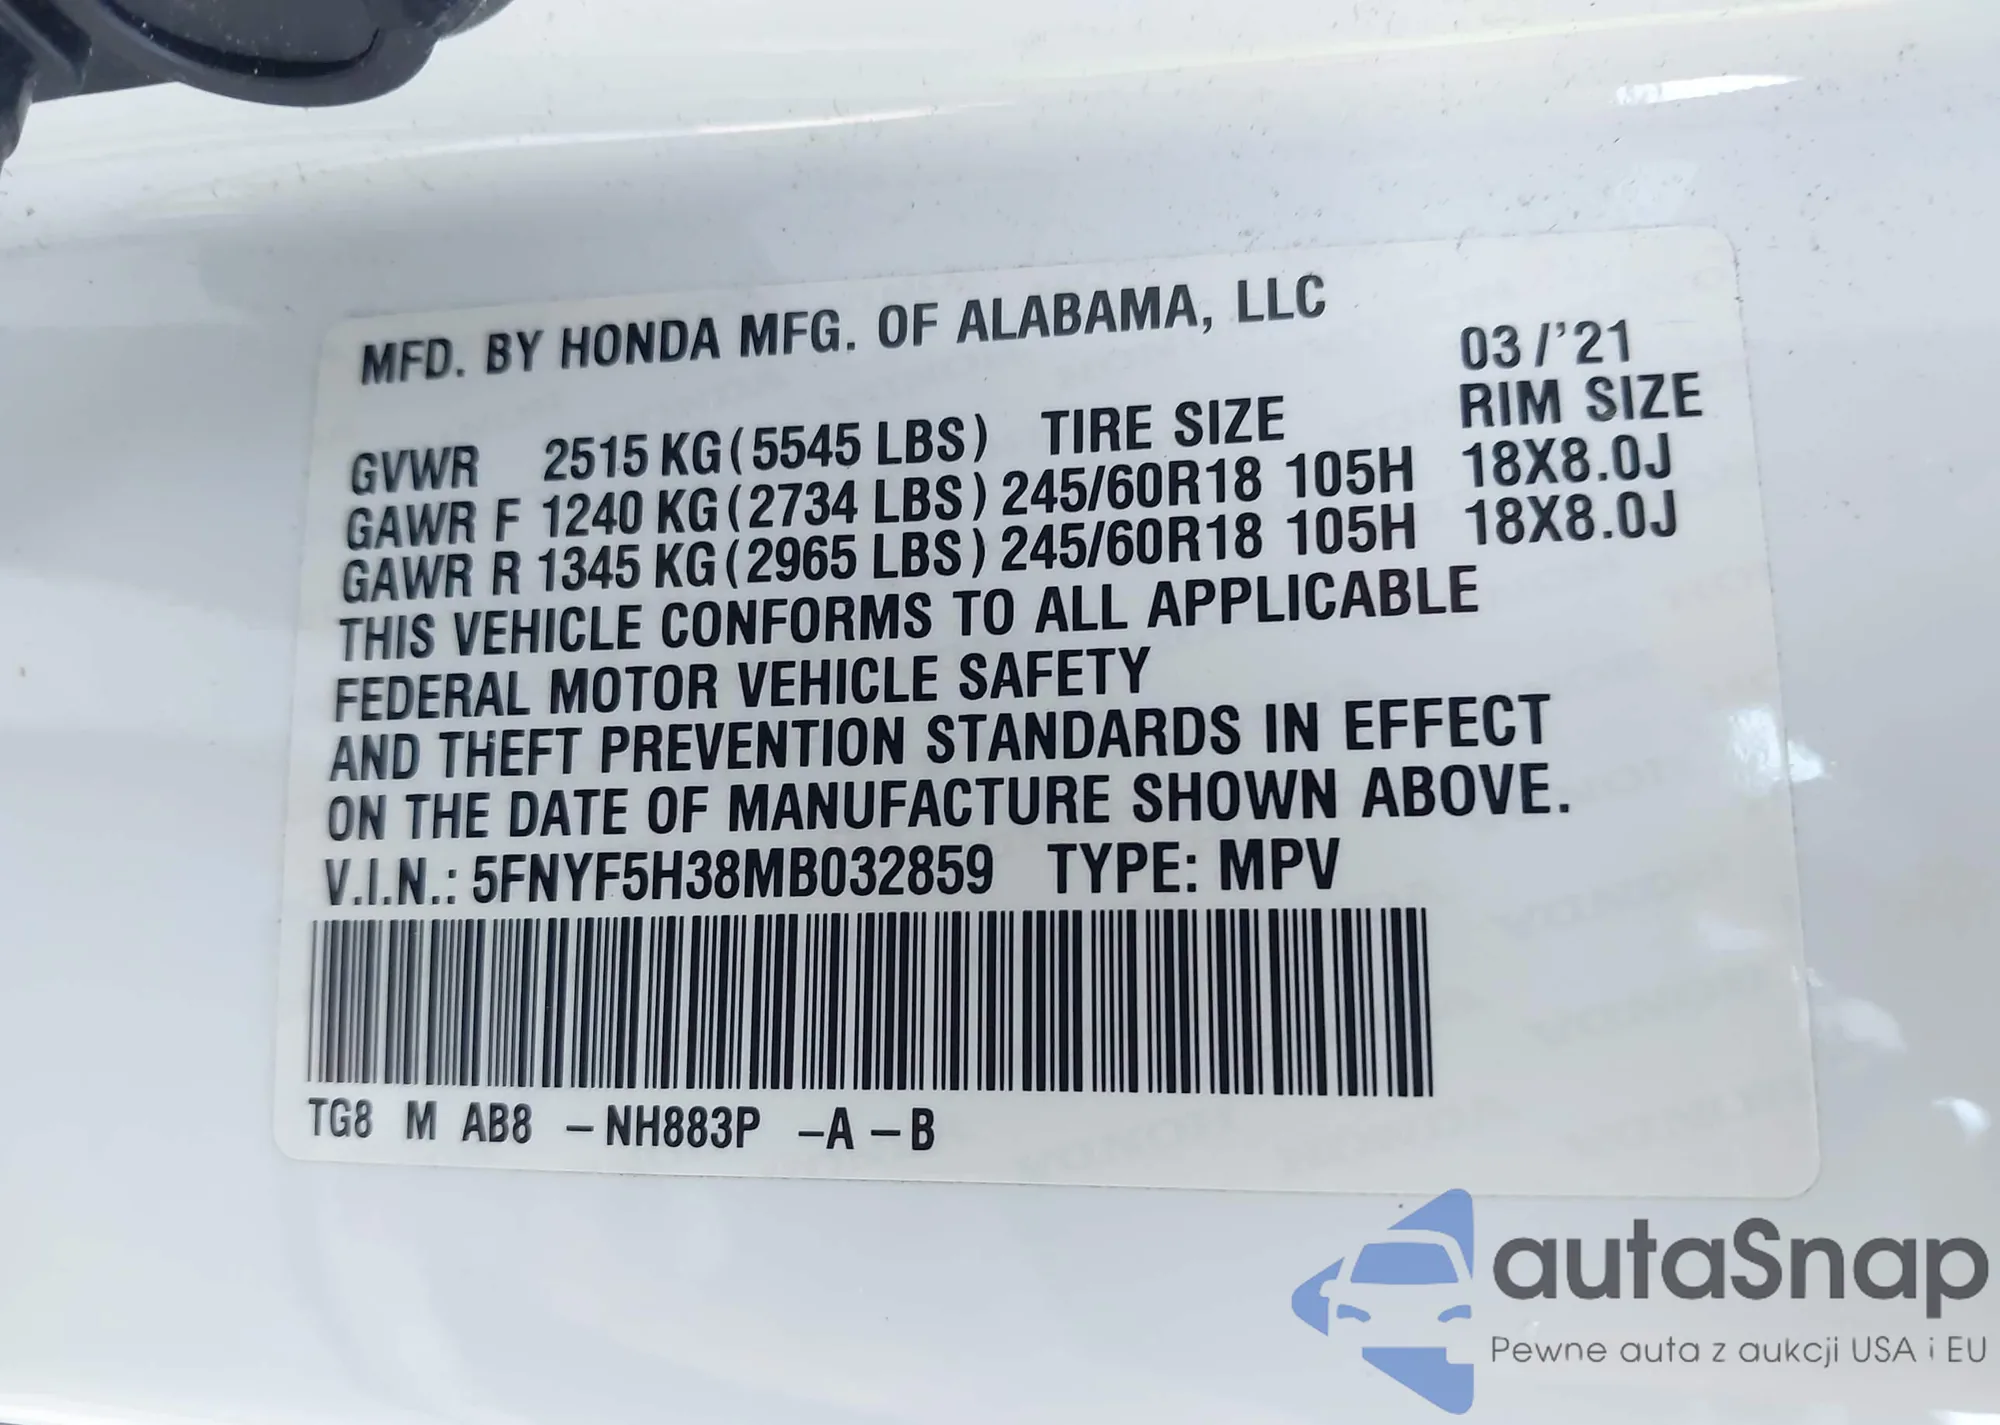 MFD. BY HONDA MFG. OF ALABAMA, LLC 03/'21
GVWR 2515 KG (5545 LBS) TIRE SIZE RIM SIZE
GAWR F 1240 KG (2734 LBS) 245/60R18 105H 18X8.0J
GAWR R 1345 KG (2965 LBS) 245/60R18 105H 18X8.0J
THIS VEHICLE CONFORMS TO ALL APPLICABLE
FEDERAL MOTOR VEHICLE SAFETY
AND THEFT PREVENTION STANDARDS IN EFFECT
ON THE DATE OF MANUFACTURE SHOWN ABOVE.
V.I.N.: 5FNYF5H38MB032859 TYPE: MPV
TG8 M AB8 -NH883P -A -B
autaSnap
Pewne auta z aukcji USA i EU